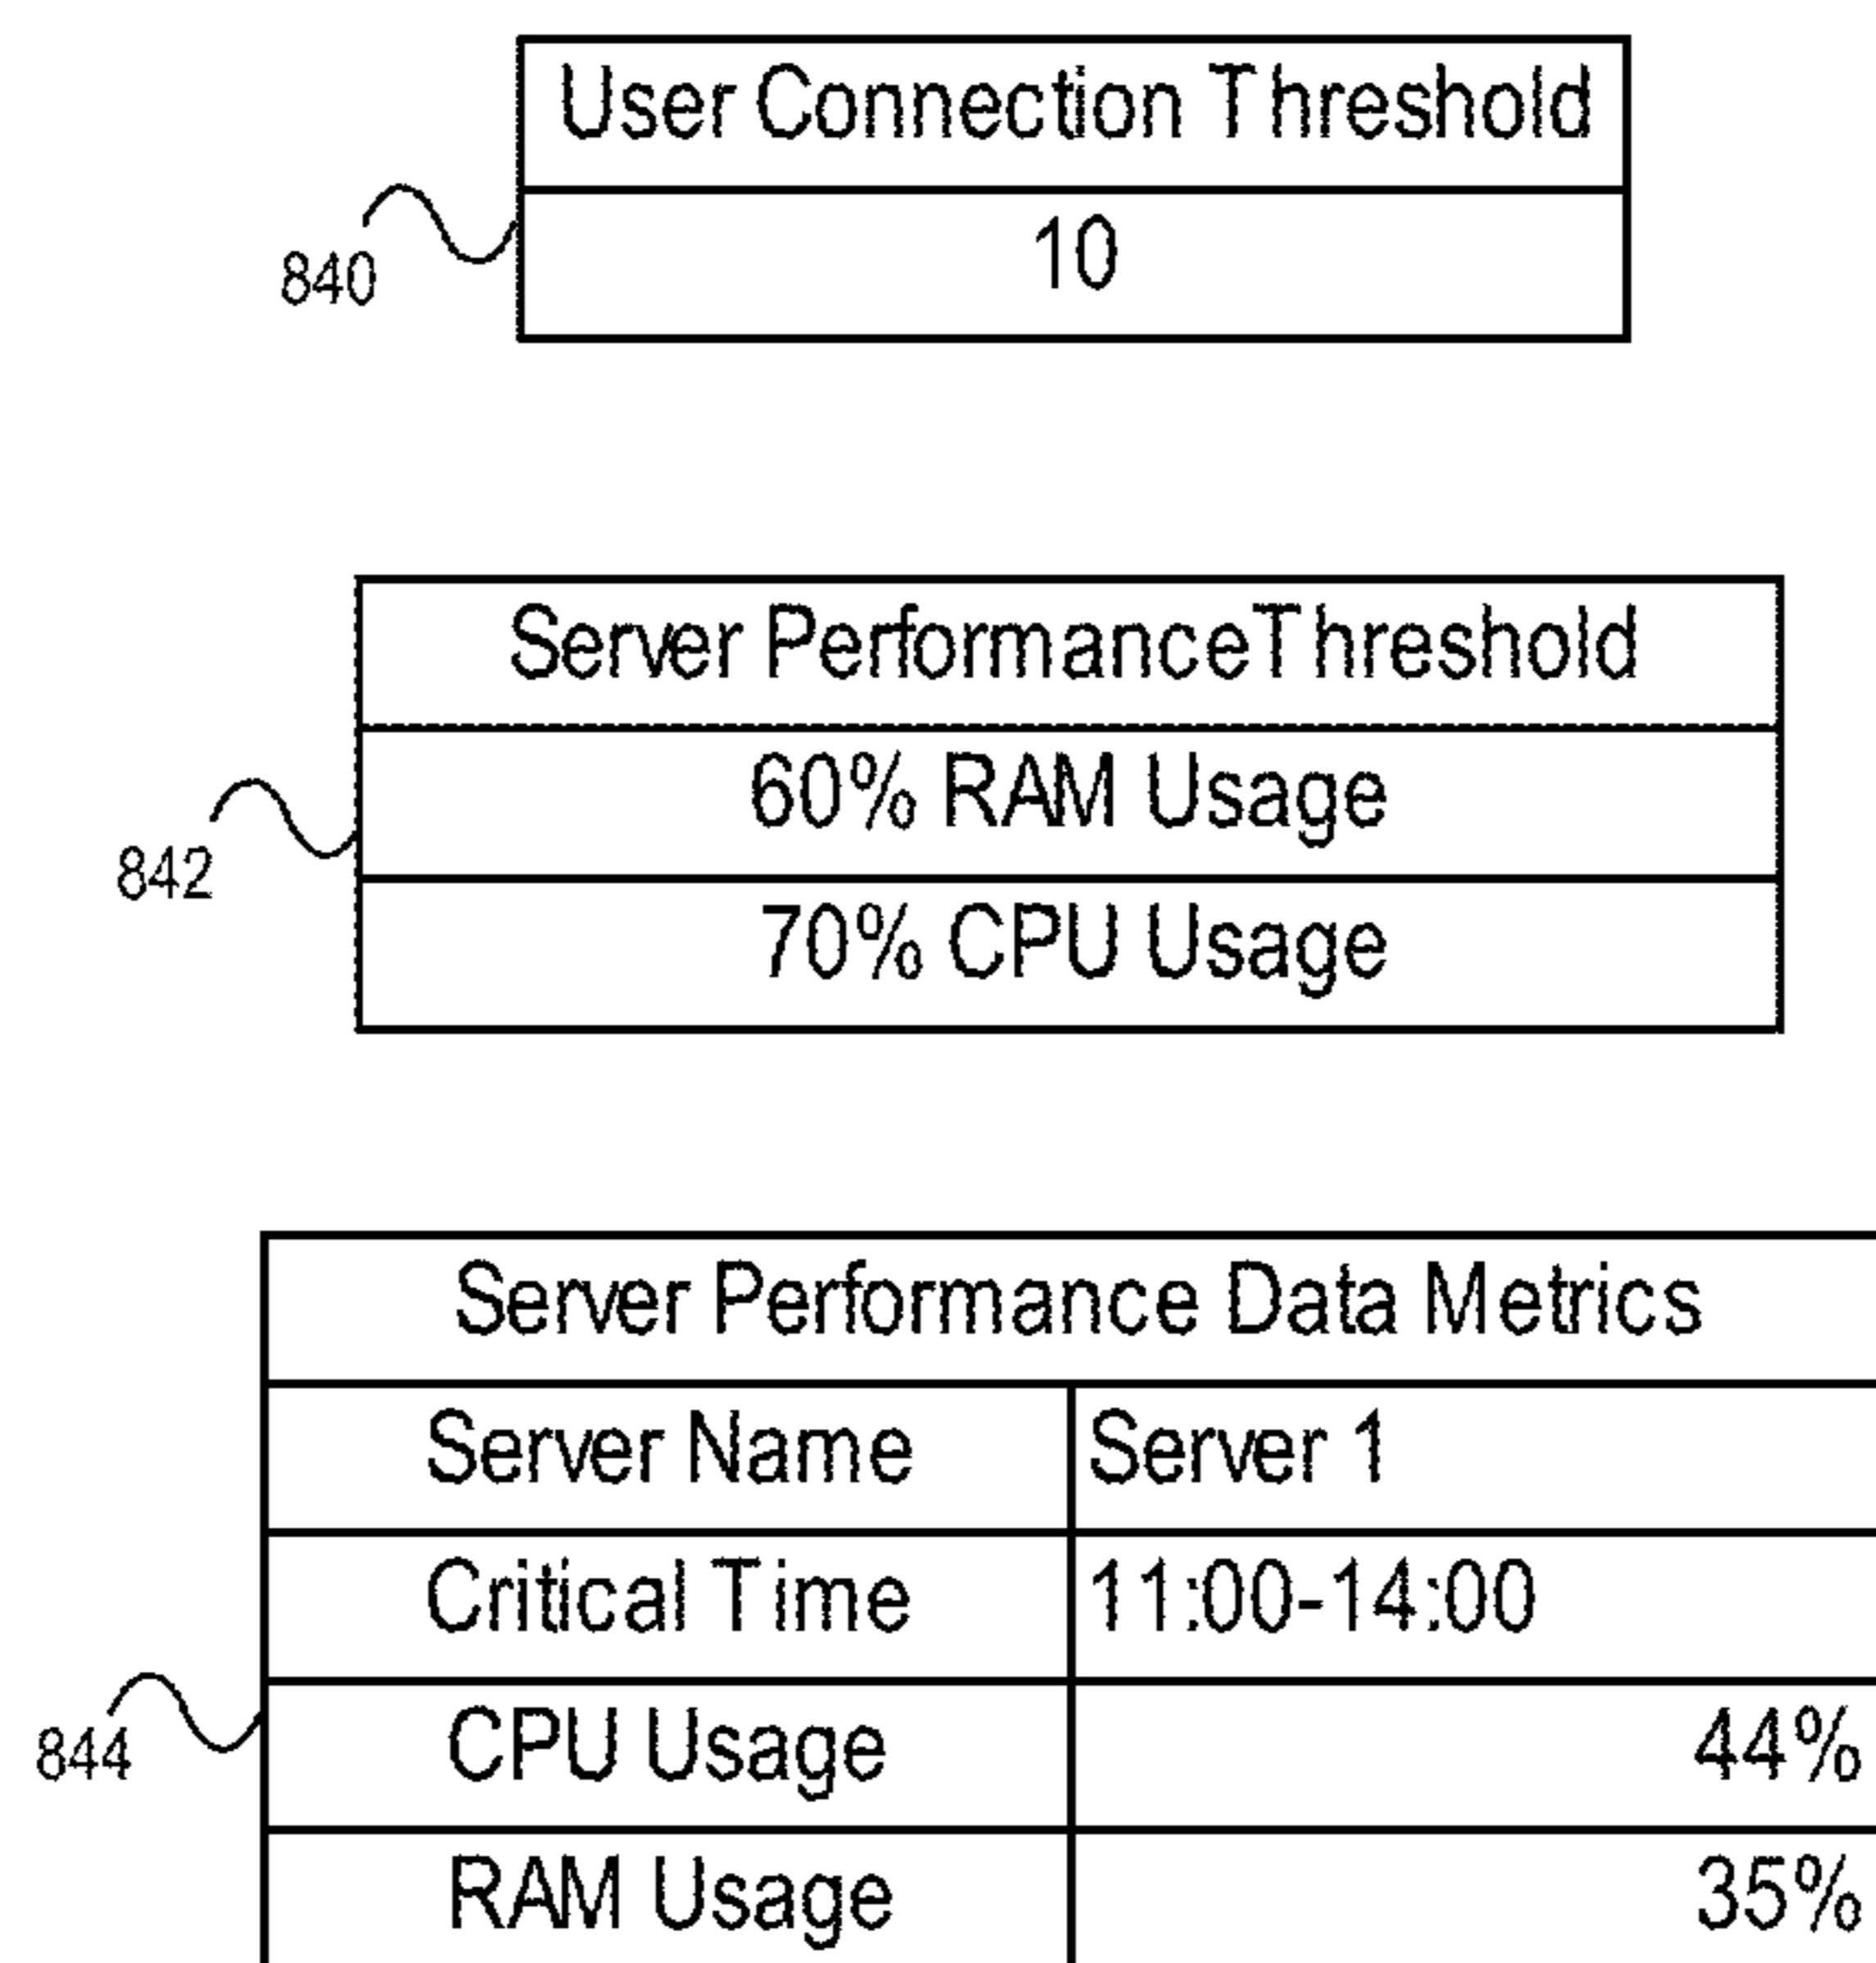 User Connection Threshold
10
840
Server PerformanceThreshold
60% RAM Usage
70% CPU Usage
842
Server Performance Data Metrics
Server Name Server 1
Critical Time 11:00-14:00
CPU Usage 44%
844
RAM Usage 35%